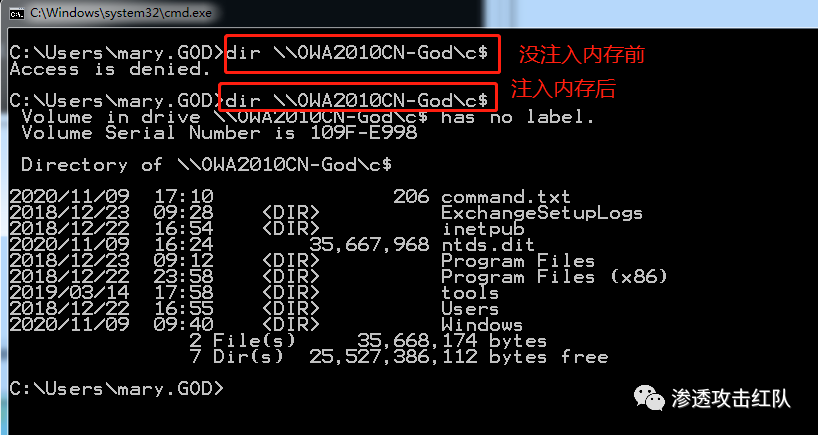 C:\Windows\system32\cmd.exe
C:\Users\mary.GOD>dir \\OWA2010CN-God\c$
没注入内存前
Access is denied.
注入内存后
C:\Users\mary.GOD>dir \\OWA2010CN-God\c$
Volume in drive \\OWA2010CN-God\c$ has no label.
Volume Serial Number is 109F-E998
Directory of \\OWA2010CN-God\c$
2020/11/09 17:10 206 command.txt
2018/12/23 09:28 <DIR> ExchangeSetupLogs
2018/12/22 16:54 <DIR> inetpub
2020/11/09 16:24 35,667,968 ntds.dit
2018/12/23 09:12 <DIR> Program Files
2018/12/22 23:58 <DIR> Program Files (x86)
2019/03/14 17:58 <DIR> tools
2018/12/22 16:55 <DIR> Users
2020/11/09 09:40 <DIR> Windows
2 File(s) 35,668,174 bytes
7 Dir(s) 25,527,386,112 bytes free
C:\Users\mary.GOD>
渗透攻击红队